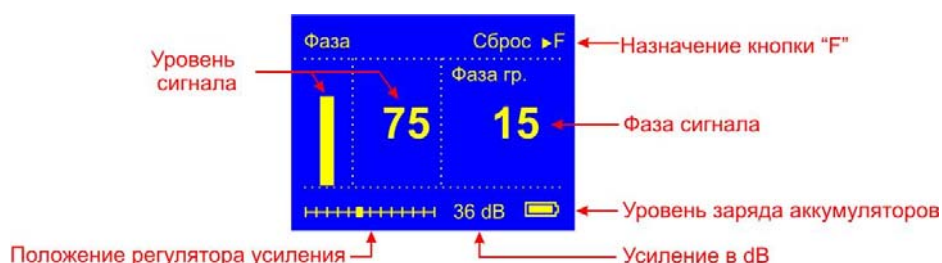 Фаза Сброс ►F
Назначение кнопки “F”
Уровень
сигнала
Фаза гр.
75 15
Фаза сигнала
36 dB
Уровень заряда аккумуляторов
Положение регулятора усиления
Усиление в dB